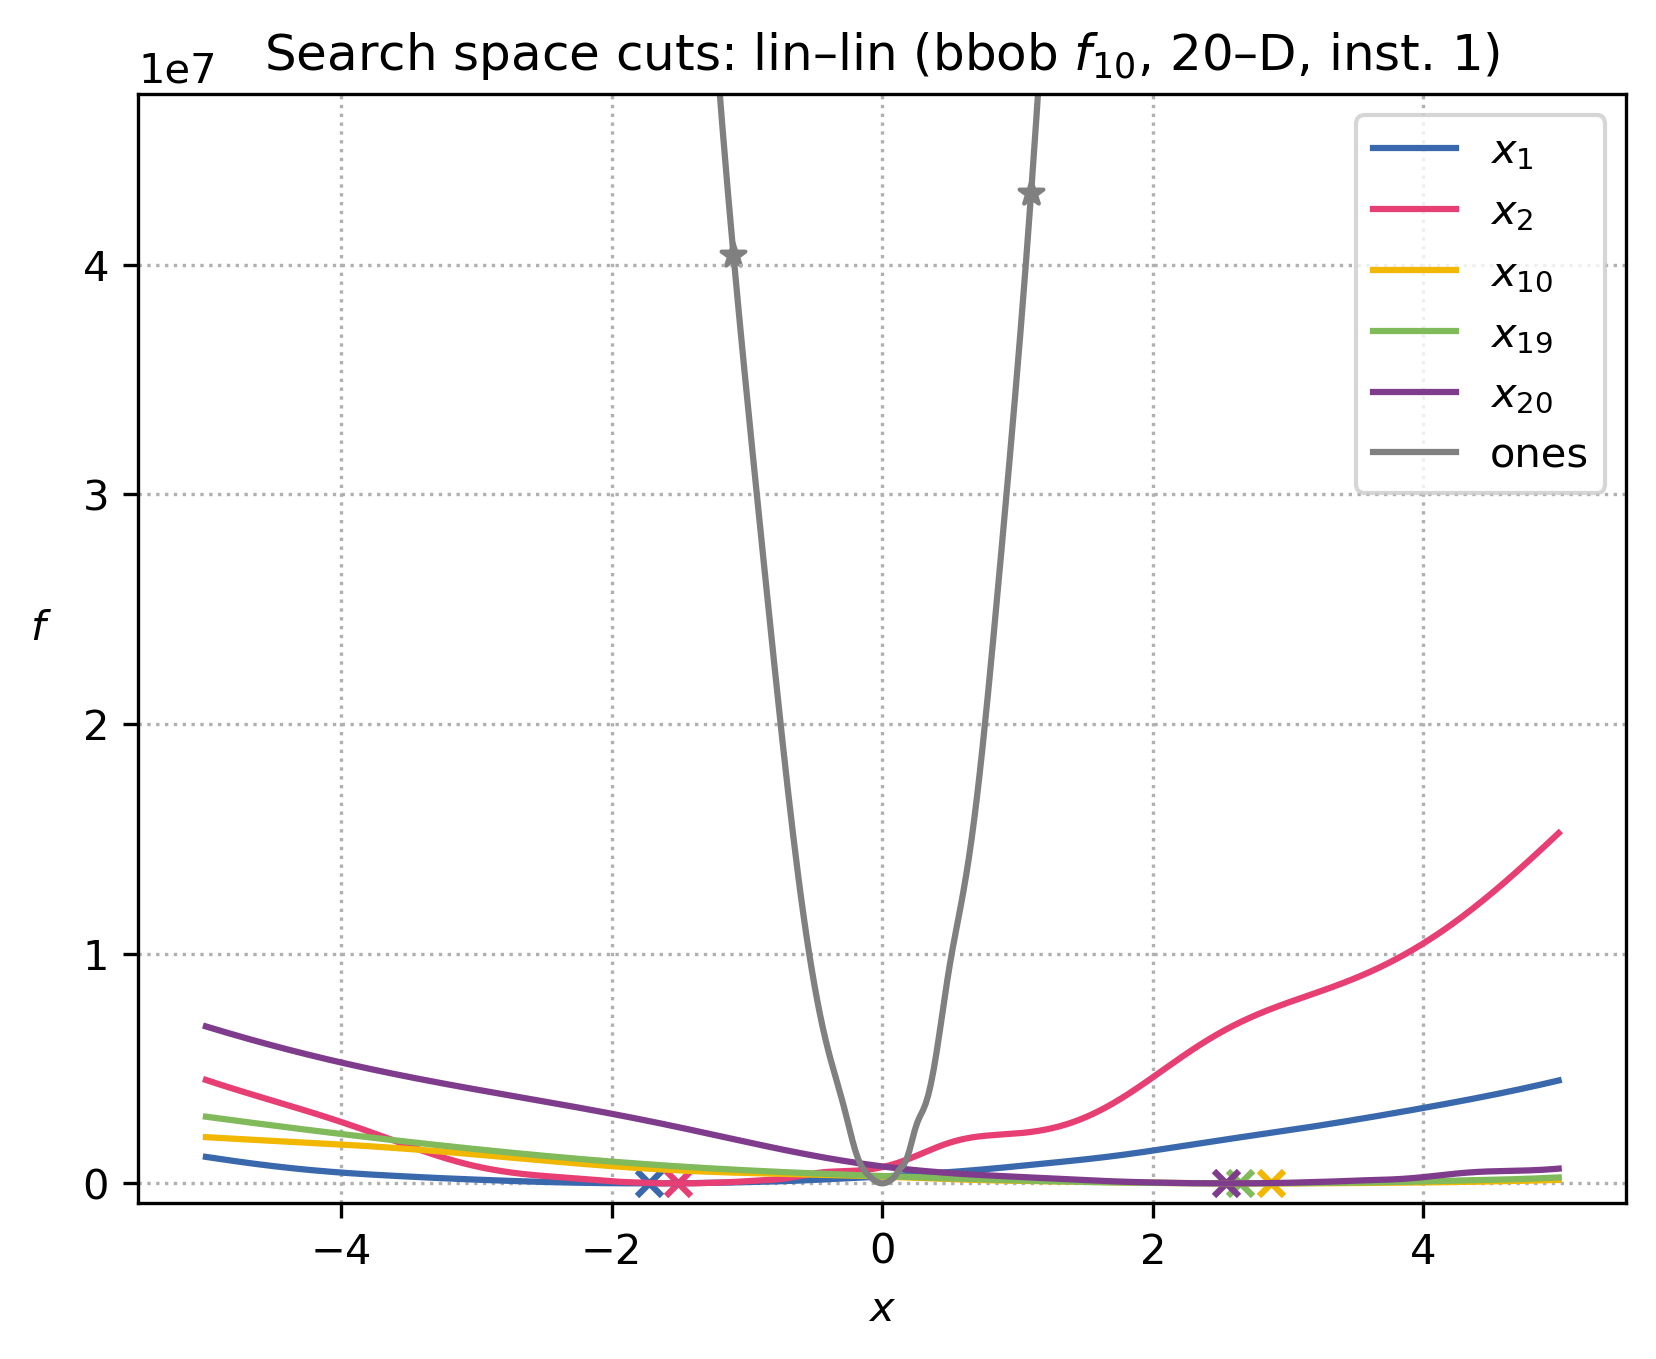 Search space cuts: lin–lin (bbob f₁₀, 20–D, inst. 1)
1e7
x₁
x₂
x₁₀
x₁₉
x₂₀
ones
4
3
2
1
0
f
−4 −2 0 2 4
x